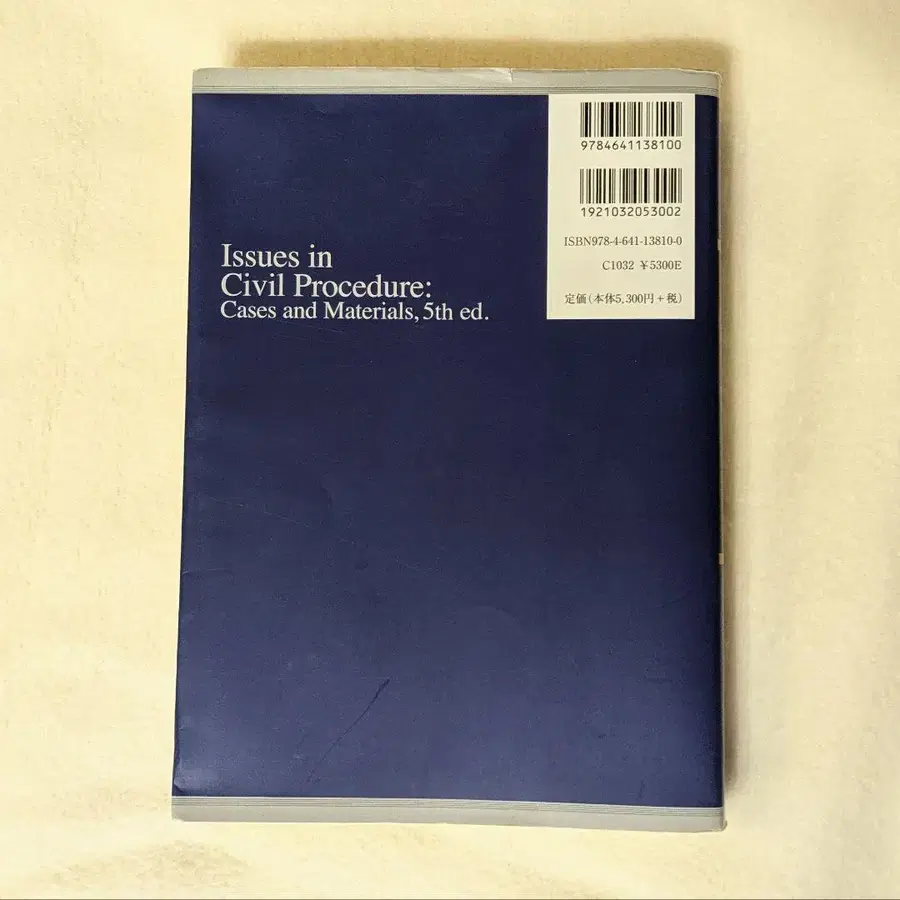 9784641138100
1921032053002
ISBN978-4-641-13810-0
C1032 ¥5300E
定価(本体5,300円+税)
Issues in
Civil Procedure:
Cases and Materials, 5th ed.